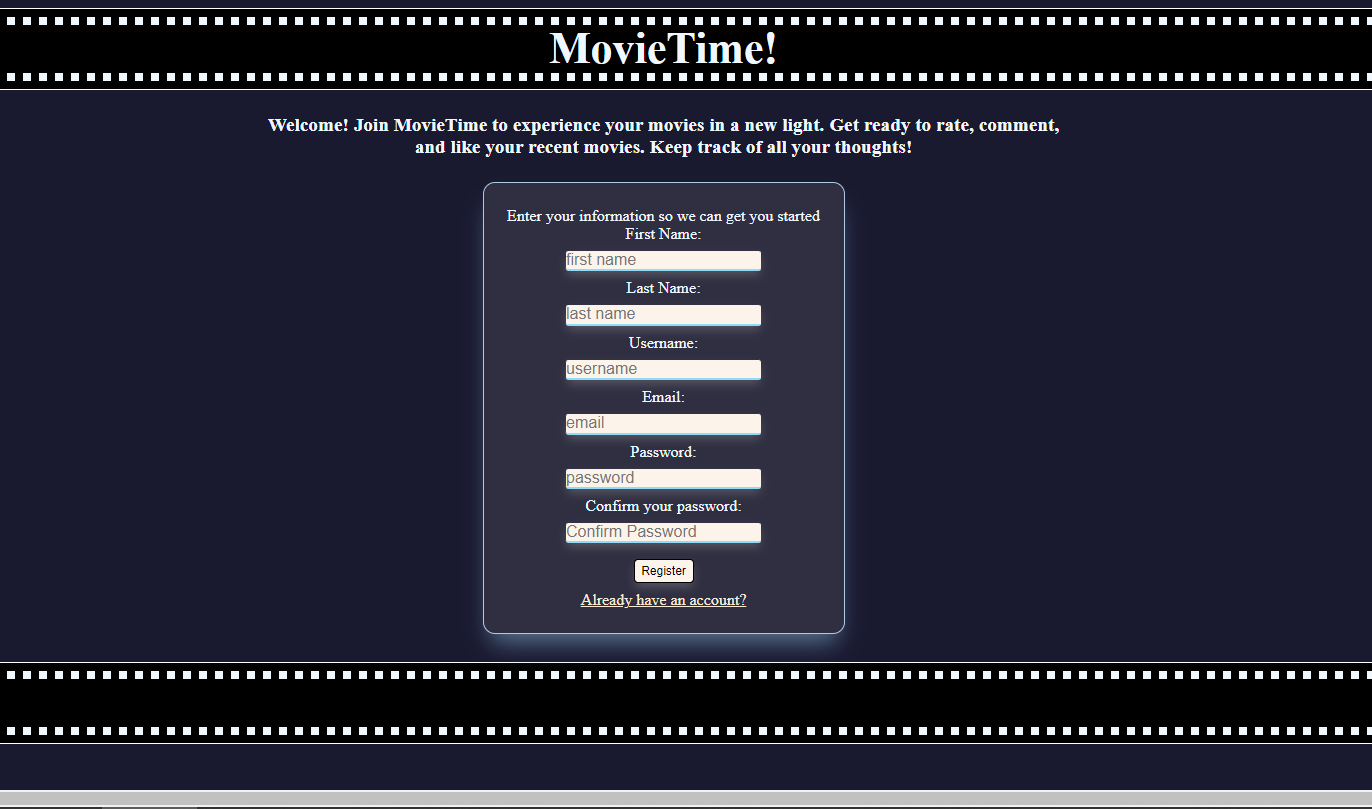 MovieTime!
Welcome! Join MovieTime to experience your movies in a new light. Get ready to rate, comment,
and like your recent movies. Keep track of all your thoughts!
Enter your information so we can get you started
First Name:
first name
Last Name:
last name
Username:
username
Email:
email
Password:
password
Confirm your password:
Confirm Password
Register
Already have an account?